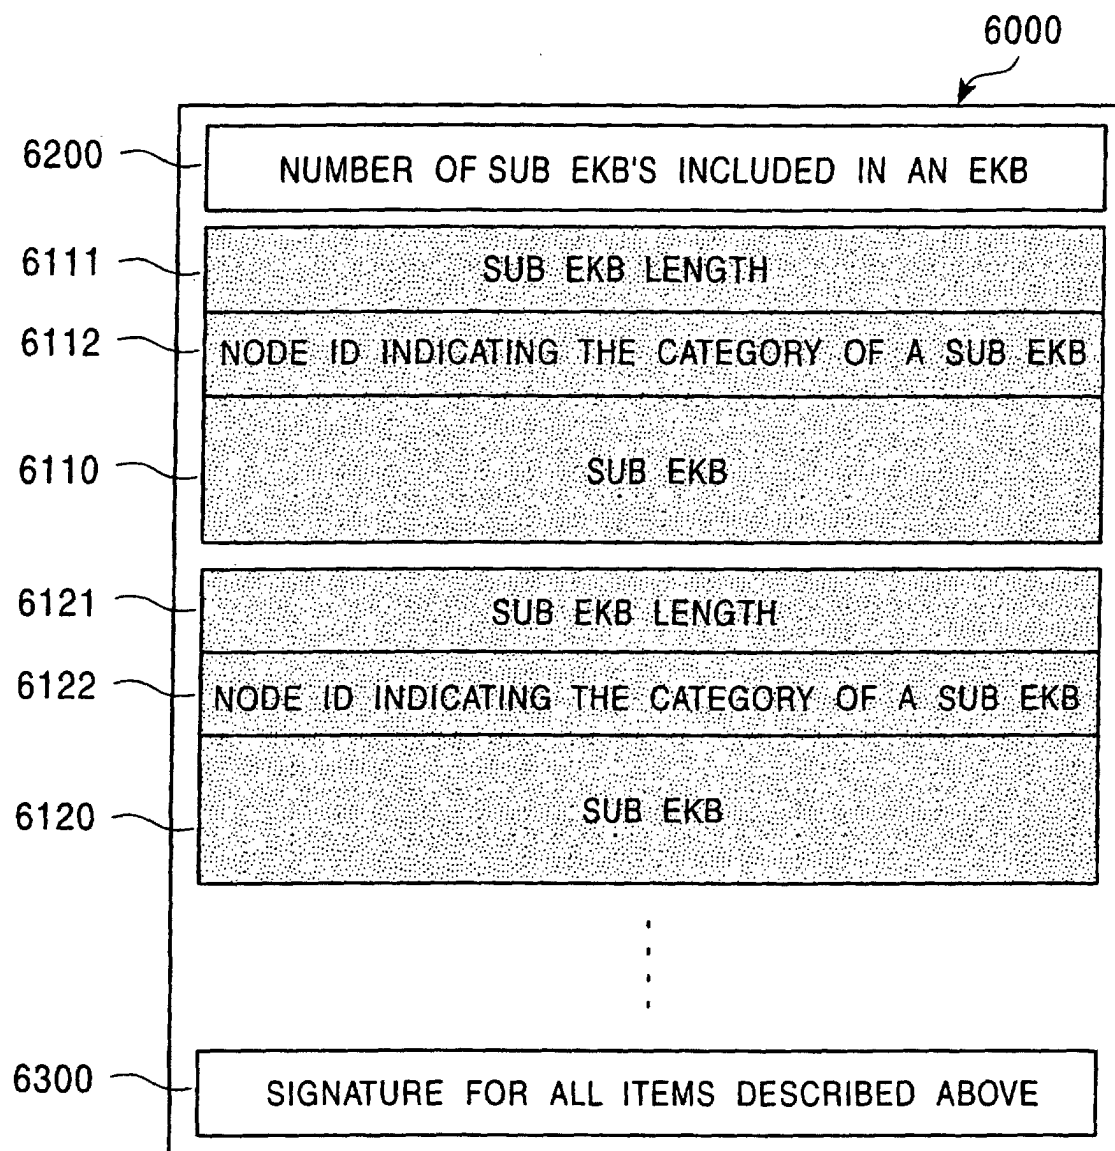 6000
6200 NUMBER OF SUB EKB'S INCLUDED IN AN EKB
6111 SUB EKB LENGTH
6112 NODE ID INDICATING THE CATEGORY OF A SUB EKB
6110 SUB EKB
6121 SUB EKB LENGTH
6122 NODE ID INDICATING THE CATEGORY OF A SUB EKB
6120 SUB EKB
6300 SIGNATURE FOR ALL ITEMS DESCRIBED ABOVE